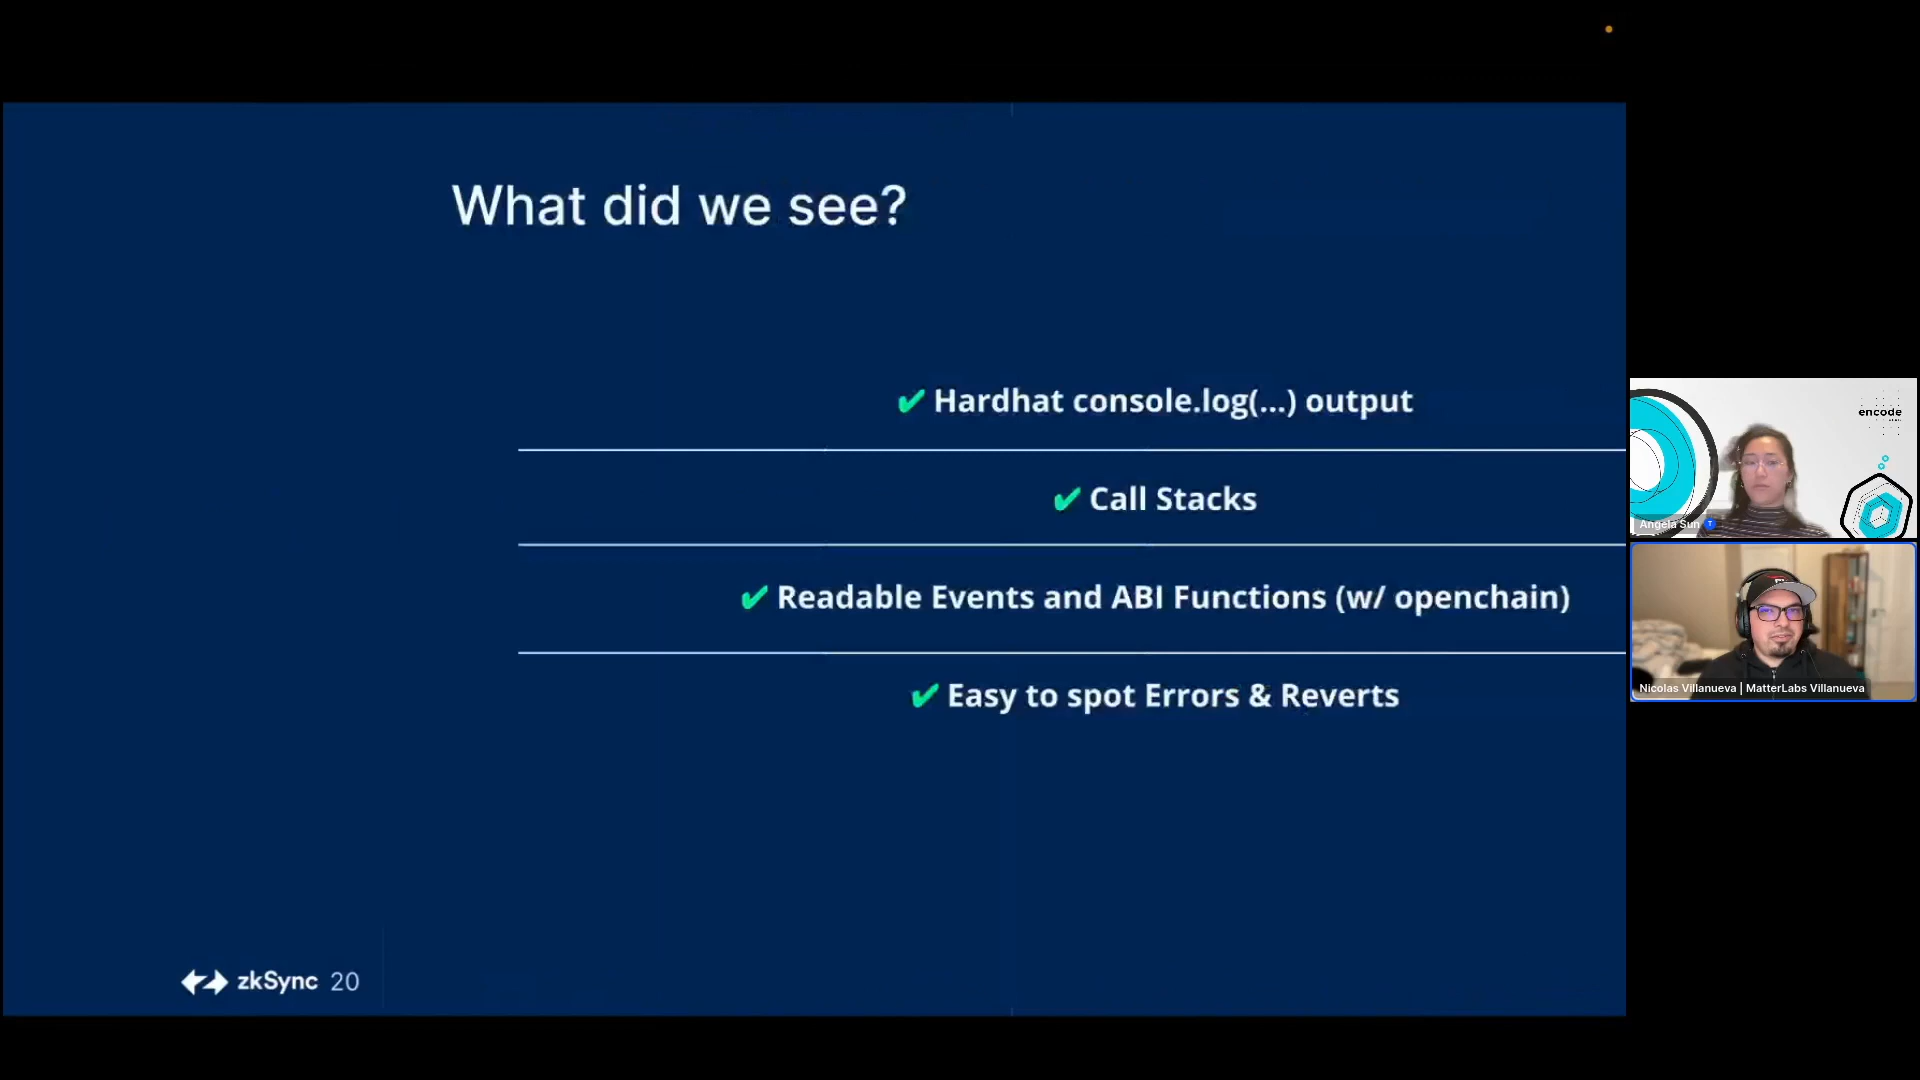 What did we see?
✔ Hardhat console.log(...) output
✔ Call Stacks
✔ Readable Events and ABI Functions (w/ openchain)
✔ Easy to spot Errors & Reverts
zkSync 20
encode
Angela Sun
Nicolas Villanueva | MatterLabs Villanueva